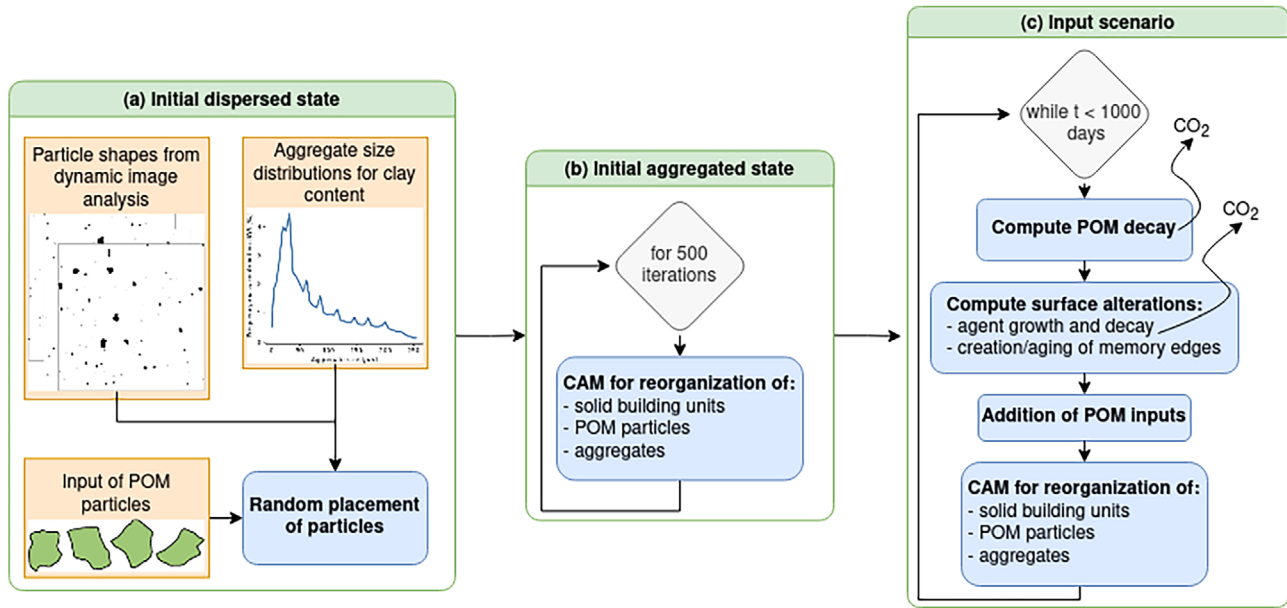 (a) Initial dispersed state
Particle shapes from
dynamic image
analysis
Aggregate size
distributions for clay
content
Input of POM
particles
Random placement
of particles
(b) Initial aggregated state
for 500
iterations
CAM for reorganization of:
- solid building units
- POM particles
- aggregates
(c) Input scenario
while t < 1000
days
CO2
Compute POM decay
CO2
Compute surface alterations:
- agent growth and decay
- creation/aging of memory edges
Addition of POM inputs
CAM for reorganization of:
- solid building units
- POM particles
- aggregates